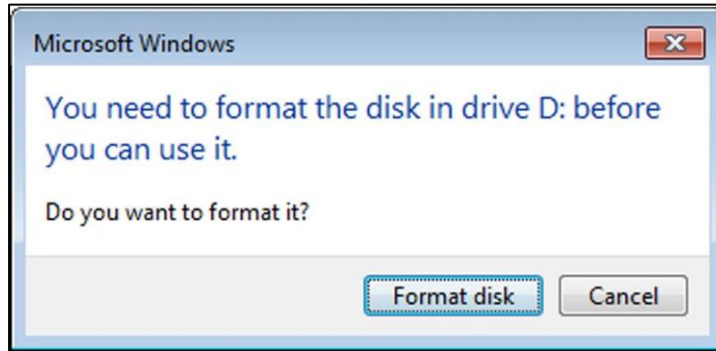 Microsoft Windows
You need to format the disk in drive D: before
you can use it.
Do you want to format it?
Format disk
Cancel